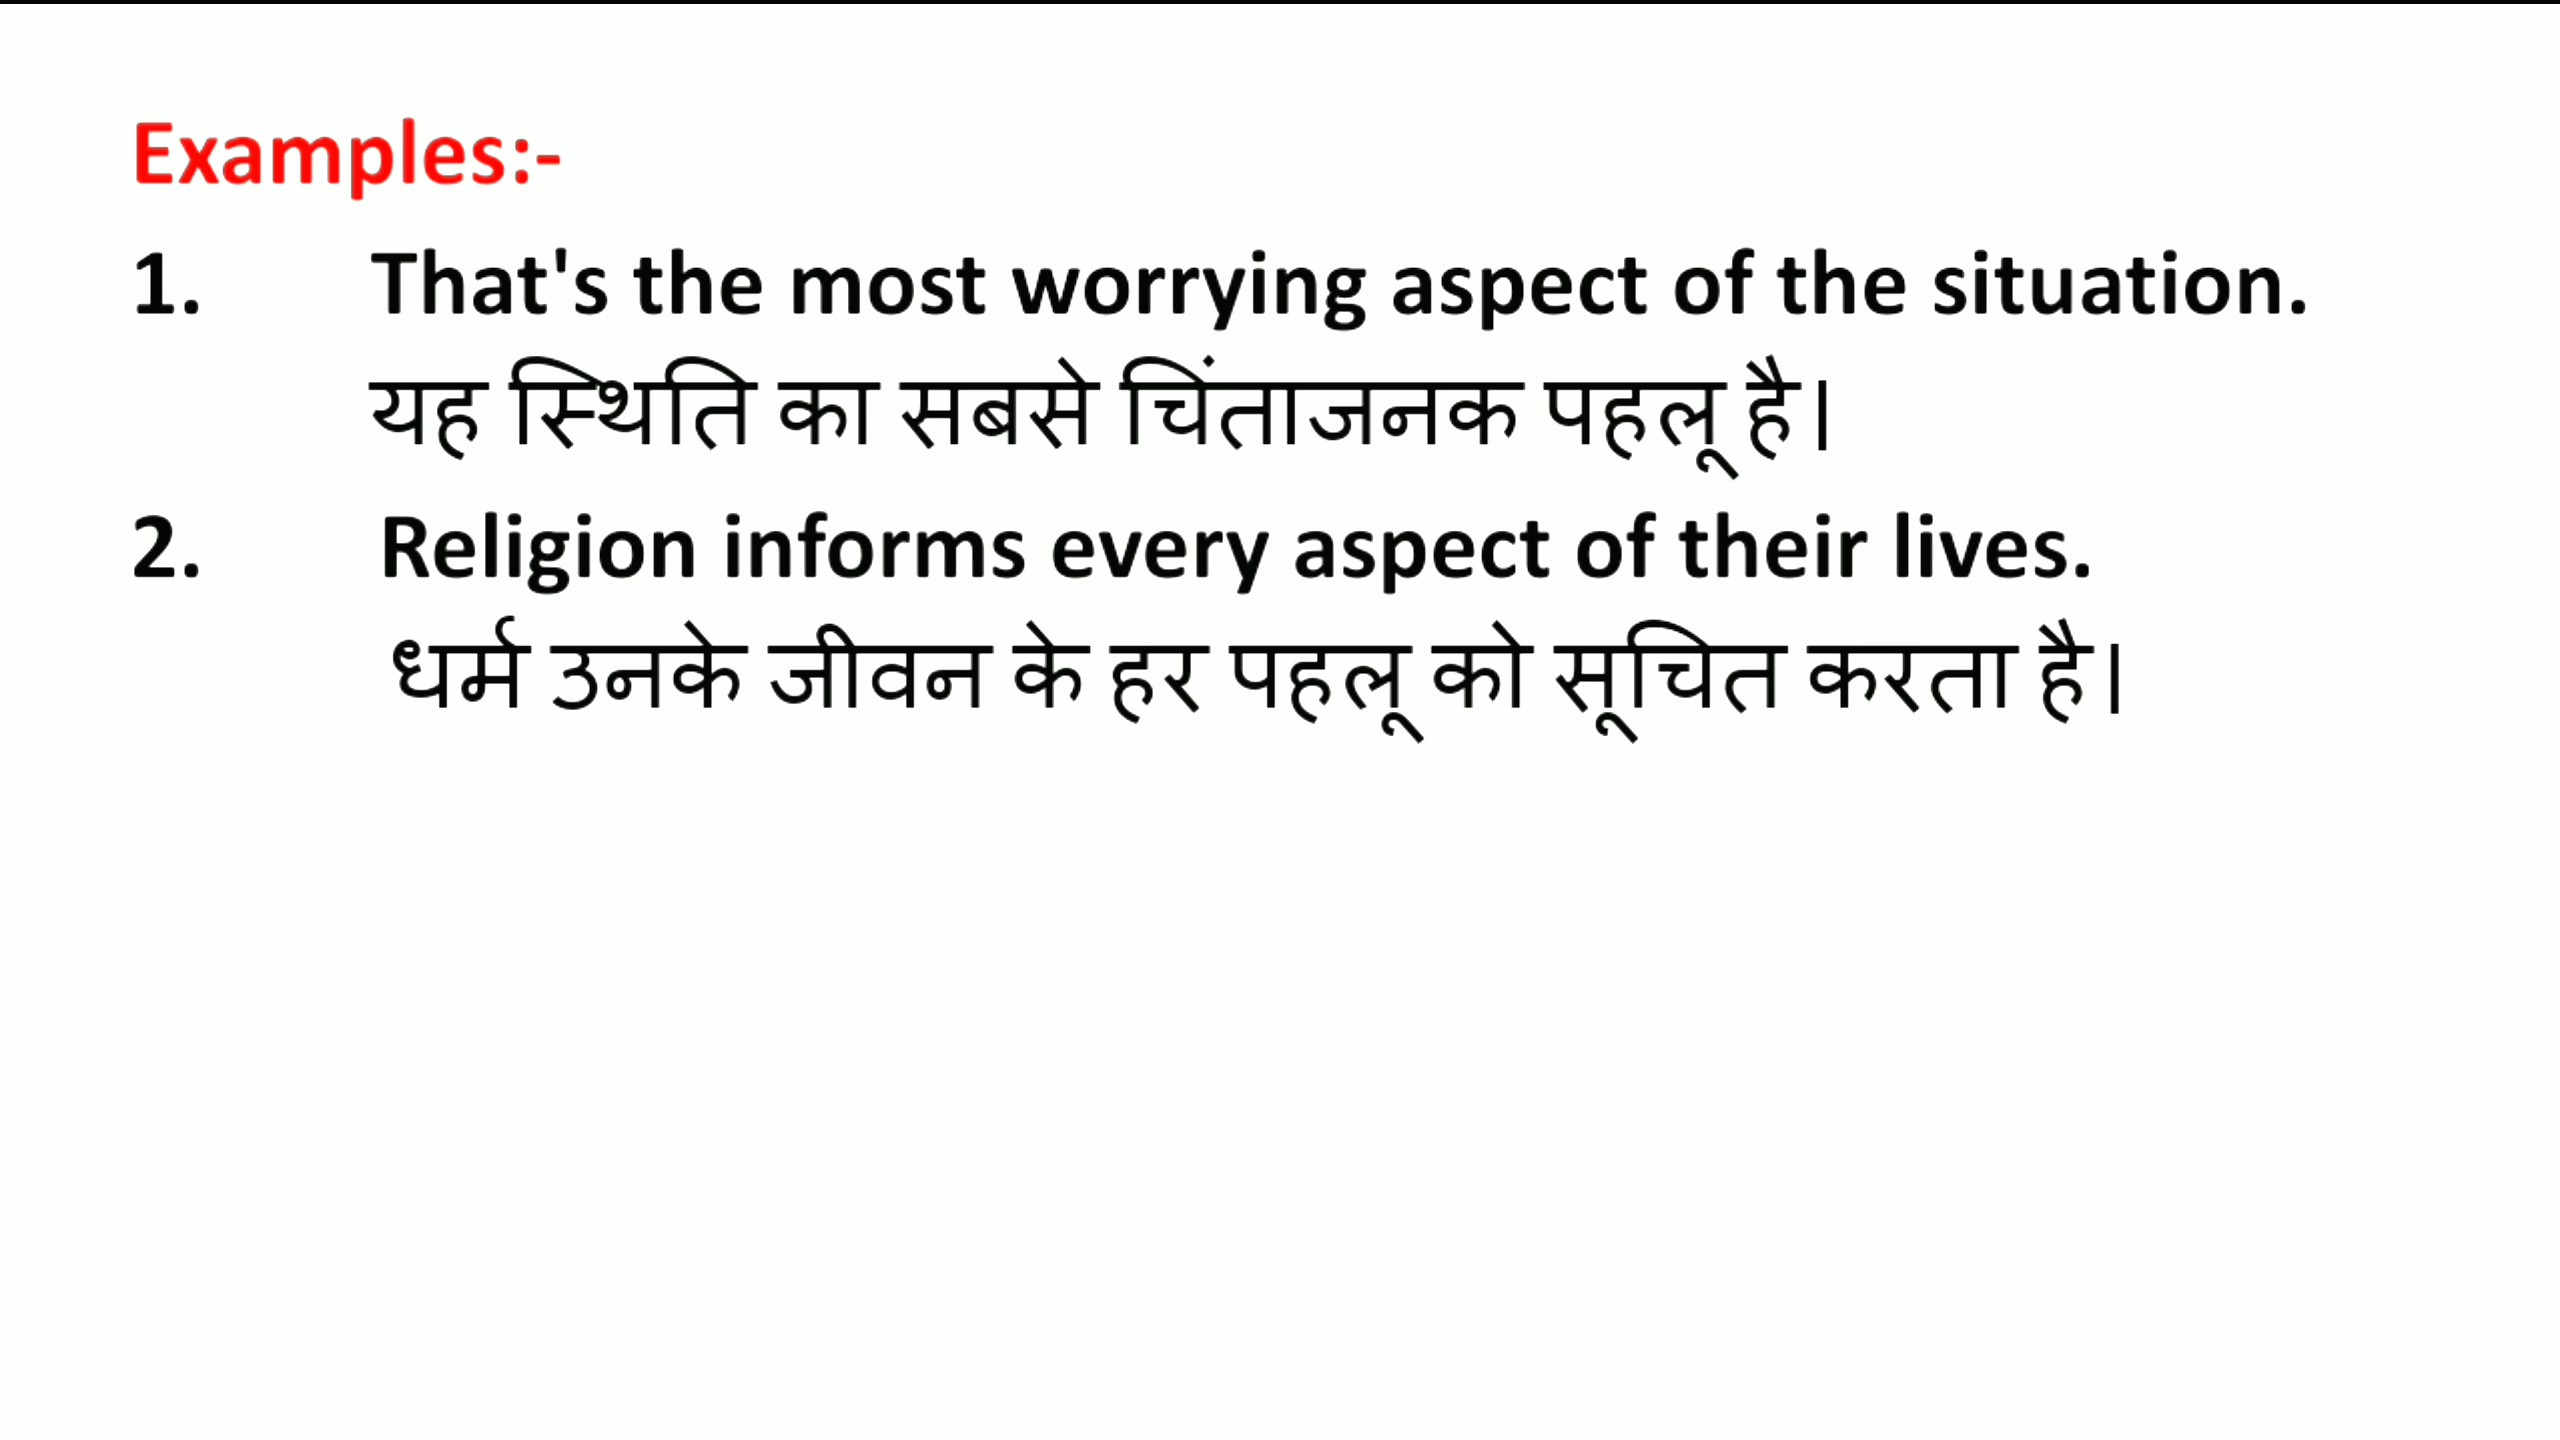 Examples:-
1. That's the most worrying aspect of the situation.
यह स्थिति का सबसे चिंताजनक पहलू है।
2. Religion informs every aspect of their lives.
धर्म उनके जीवन के हर पहलू को सूचित करता है।